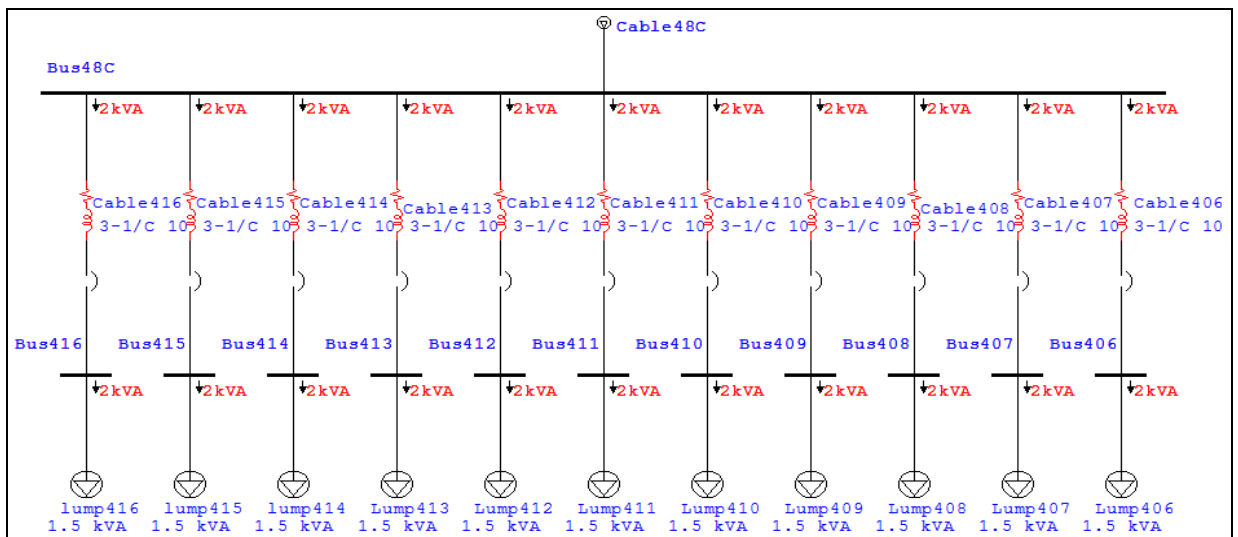 Cable48C
Bus48C
2kVA 2kVA 2kVA 2kVA 2kVA 2kVA 2kVA 2kVA 2kVA 2kVA 2kVA
Cable416 Cable415 Cable414 Cable413 Cable412 Cable411 Cable410 Cable409 Cable408 Cable407 Cable406
3-1/C 10 3-1/C 10 3-1/C 10 3-1/C 10 3-1/C 10 3-1/C 10 3-1/C 10 3-1/C 10 3-1/C 10 3-1/C 10 3-1/C 10
Bus416 Bus415 Bus414 Bus413 Bus412 Bus411 Bus410 Bus409 Bus408 Bus407 Bus406
2kVA 2kVA 2kVA 2kVA 2kVA 2kVA 2kVA 2kVA 2kVA 2kVA 2kVA
lump416 lump415 lump414 Lump413 Lump412 Lump411 Lump410 Lump409 Lump408 Lump407 Lump406
1.5 kVA 1.5 kVA 1.5 kVA 1.5 kVA 1.5 kVA 1.5 kVA 1.5 kVA 1.5 kVA 1.5 kVA 1.5 kVA 1.5 kVA